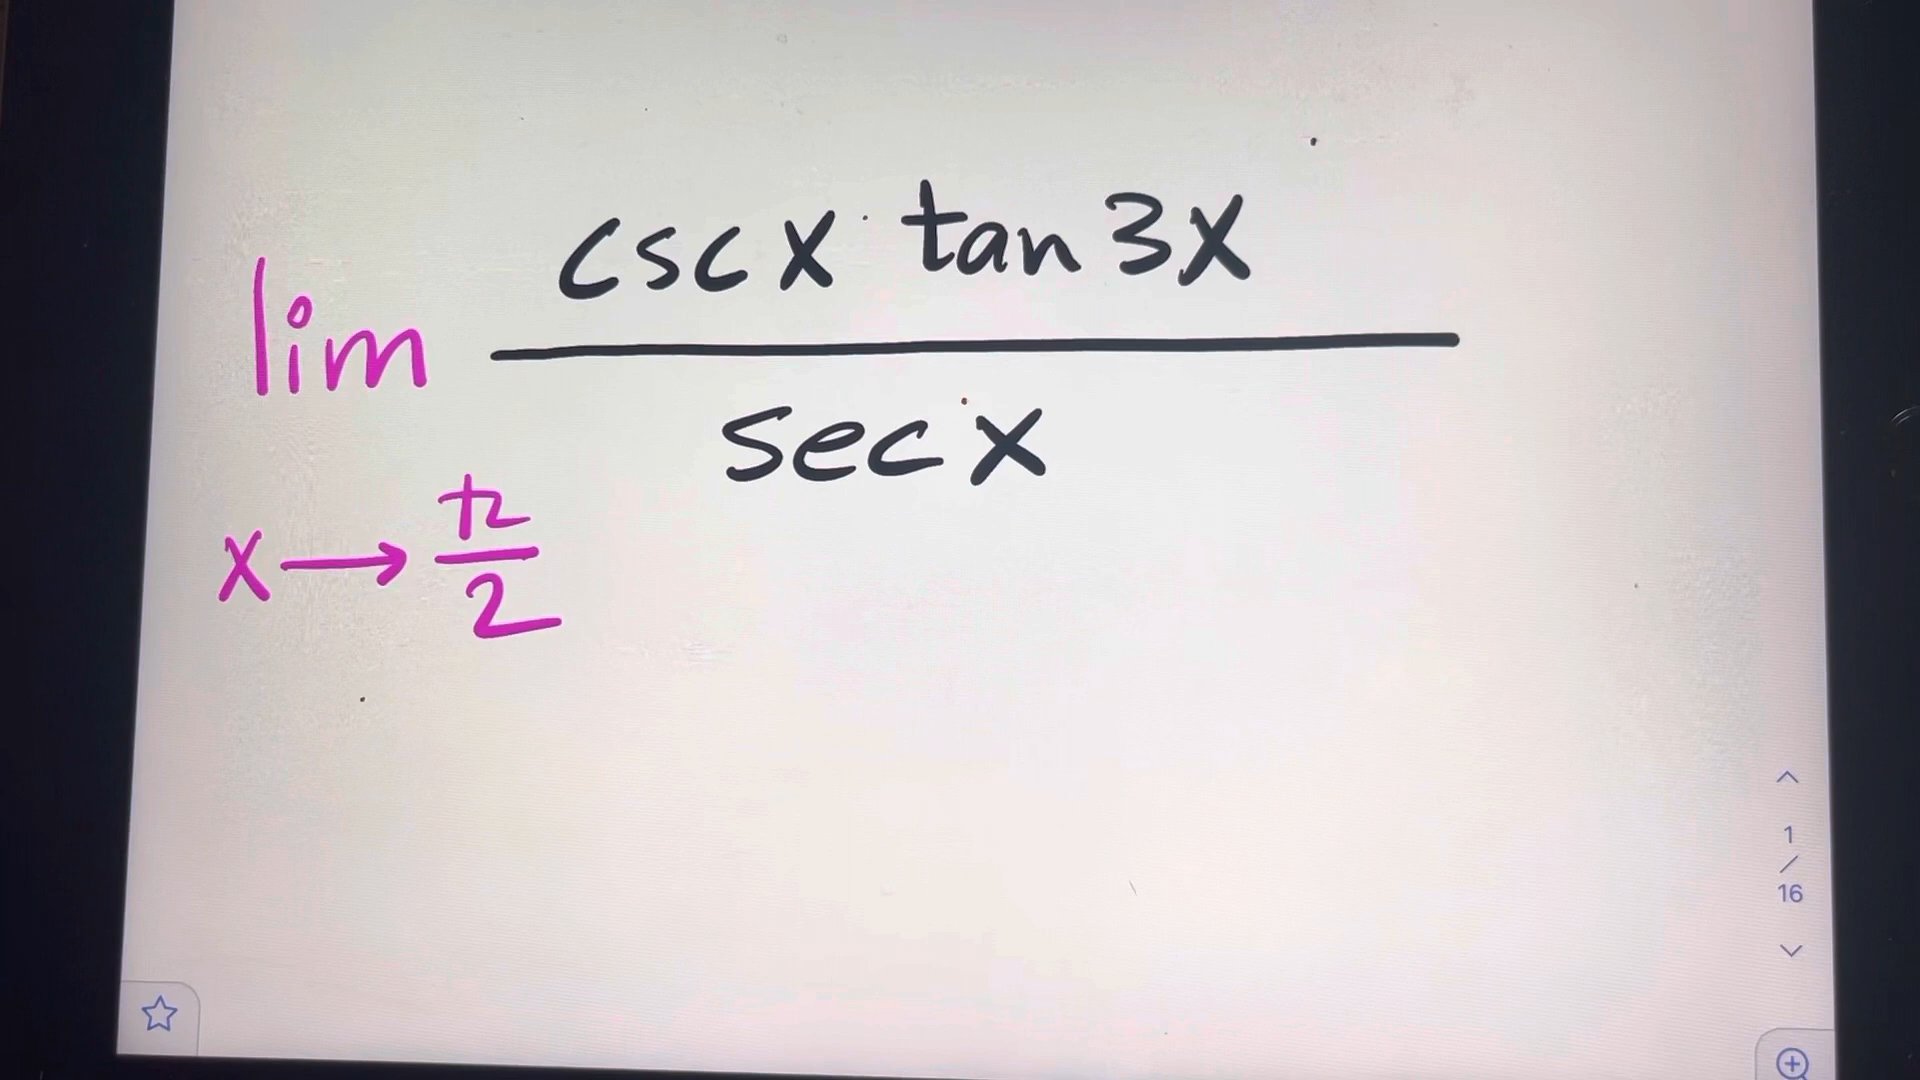 csc x tan 3x
lim
sec x
x → π
2
1
/
16